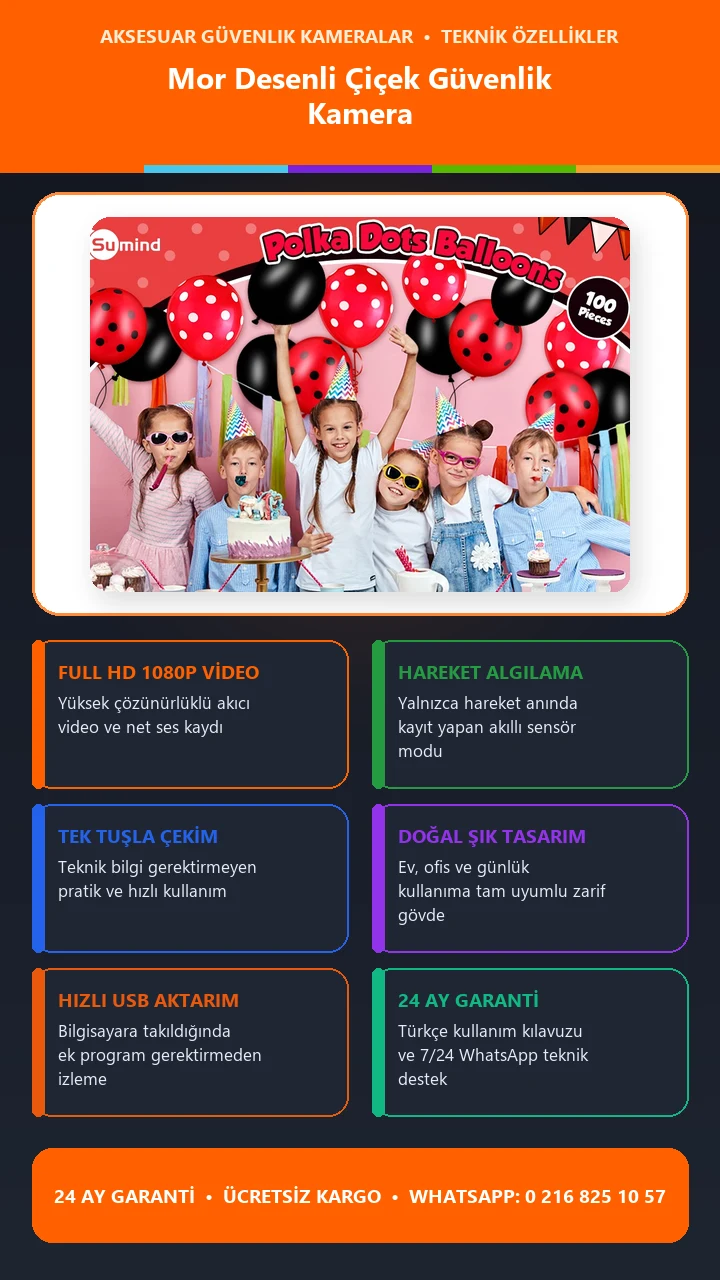 AKSESUAR GÜVENLIK KAMERALAR • TEKNİK ÖZELLİKLER
Mor Desenli Çiçek Güvenlik
Kamera
Sumind
Polka Dots Balloons
100
Pieces
FULL HD 1080P VİDEO
Yüksek çözünürlüklü akıcı
video ve net ses kaydı
HAREKET ALGILAMA
Yalnızca hareket anında
kayıt yapan akıllı sensör
modu
TEK TUŞLA ÇEKİM
Teknik bilgi gerektirmeyen
pratik ve hızlı kullanım
DOĞAL ŞIK TASARIM
Ev, ofis ve günlük
kullanıma tam uyumlu zarif
gövde
HIZLI USB AKTARIM
Bilgisayara takıldığında
ek program gerektirmeden
izleme
24 AY GARANTİ
Türkçe kullanım kılavuzu
ve 7/24 WhatsApp teknik
destek
24 AY GARANTİ • ÜCRETSİZ KARGO • WHATSAPP: 0 216 825 10 57